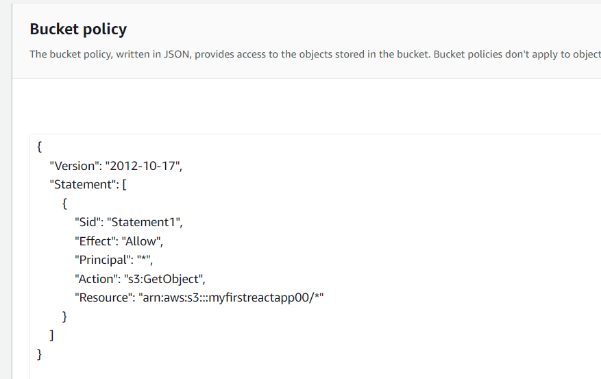 Bucket policy
The bucket policy, written in JSON, provides access to the objects stored in the bucket. Bucket policies don't apply to object
{
"Version": "2012-10-17",
"Statement": [
{
"Sid": "Statement1",
"Effect": "Allow",
"Principal": "*",
"Action": "s3:GetObject",
"Resource": "arn:aws:s3:::myfirstreactapp00/*"
}
]
}